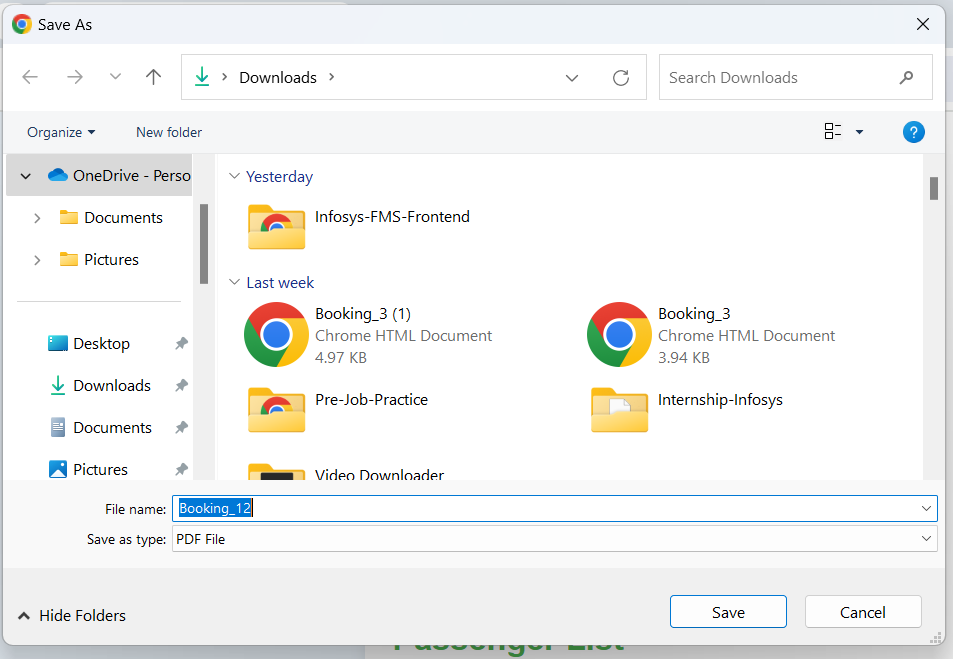 Save As
Downloads
Search Downloads
Organize
New folder
?
OneDrive - Perso
Documents
Pictures
Desktop
Downloads
Documents
Pictures
Yesterday
Infosys-FMS-Frontend
Last week
Booking_3 (1)
Chrome HTML Document
4.97 KB
Booking_3
Chrome HTML Document
3.94 KB
Pre-Job-Practice
Internship-Infosys
Video Downloader
File name: Booking_12
Save as type: PDF File
Hide Folders
Save
Cancel
Passenger List